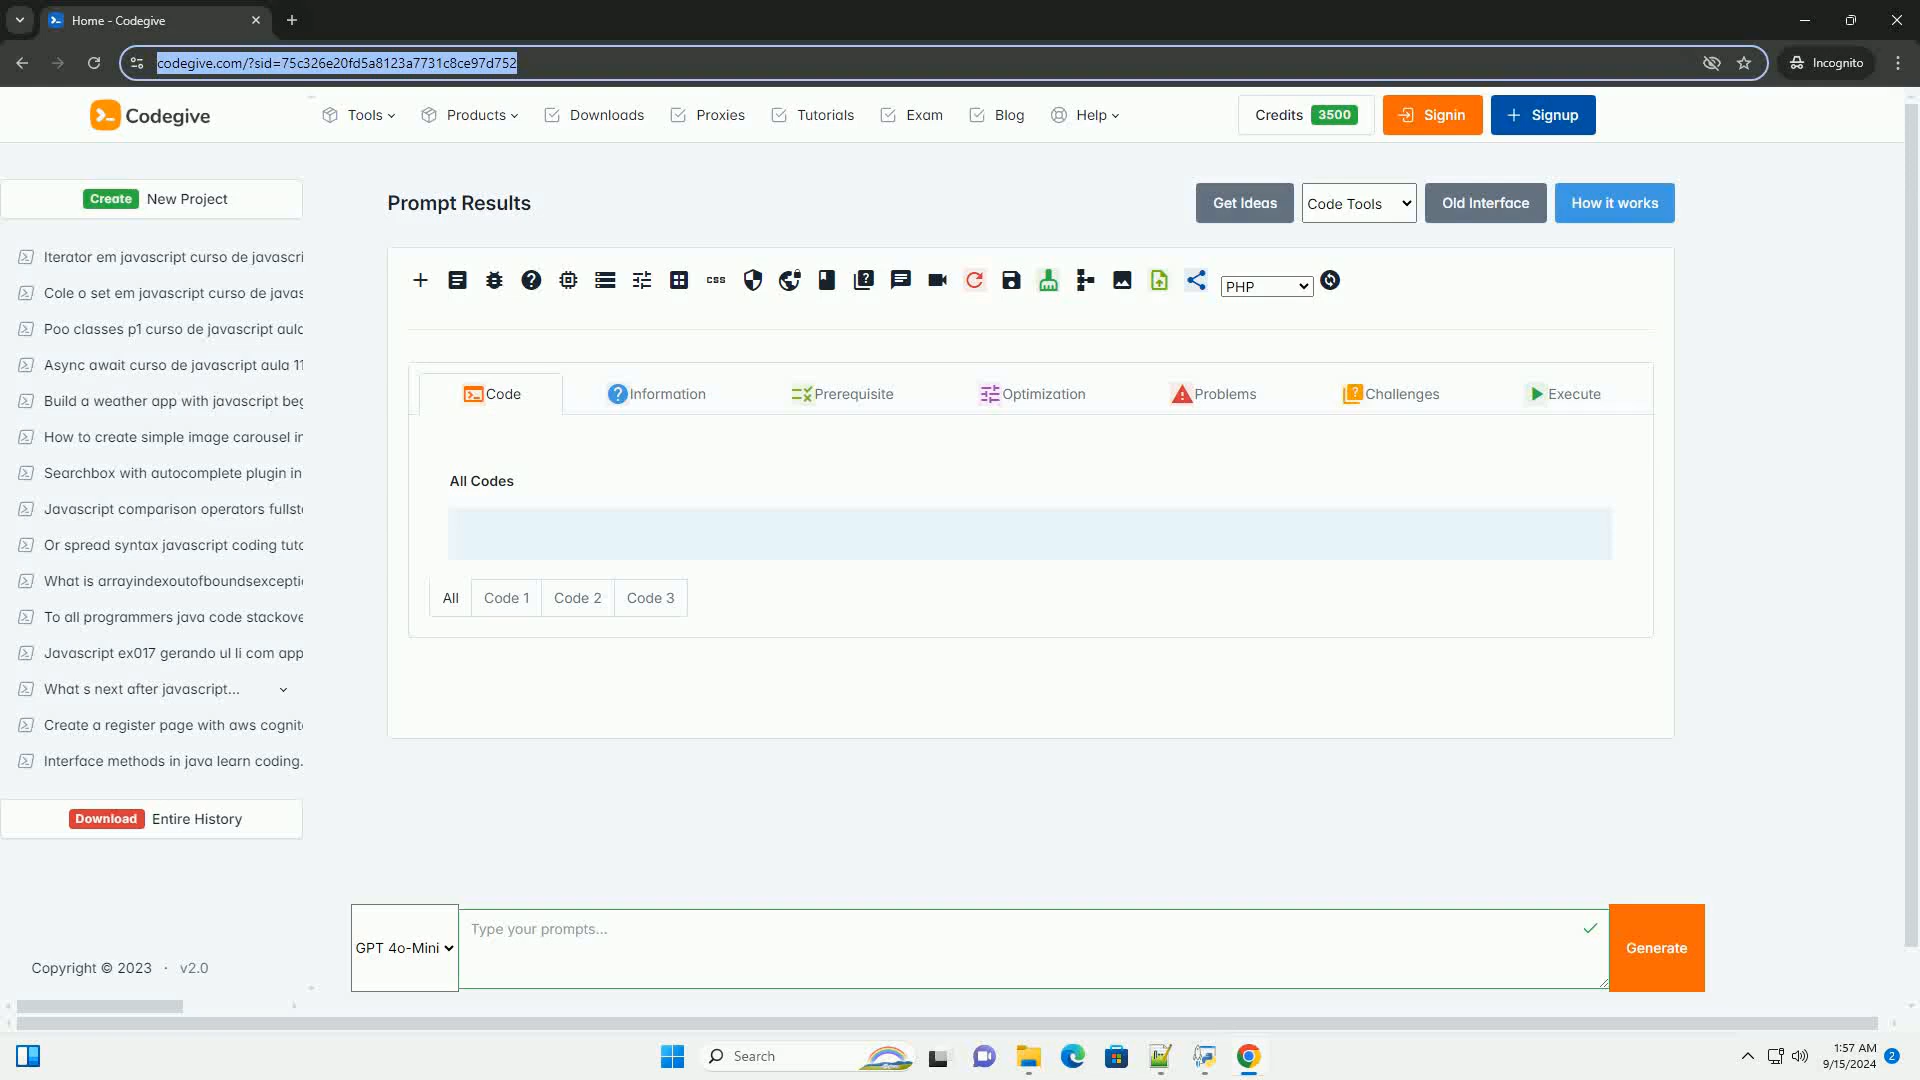 Home - Codegive
codegive.com/?sid=75c326e20fd5a8123a7731c8ce97d752
Incognito
Codegive
Tools
Products
Downloads
Proxies
Tutorials
Exam
Blog
Help
Credits 3500
Signin
Signup
Create New Project
Iterator em javascript curso de javascri
Cole o set em javascript curso de javas
Poo classes p1 curso de javascript aula
Async await curso de javascript aula 11
Build a weather app with javascript beg
How to create simple image carousel in
Searchbox with autocomplete plugin in
Javascript comparison operators fullsta
Or spread syntax javascript coding tuto
What is arrayindexoutofboundsexcepti
To all programmers java code stackove
Javascript ex017 gerando ul li com app
What s next after javascript...
Create a register page with aws cognit
Interface methods in java learn coding.
Download Entire History
Copyright © 2023 · v2.0
Prompt Results
Get Ideas
Code Tools
Old Interface
How it works
css
PHP
Code
Information
Prerequisite
Optimization
Problems
Challenges
Execute
All Codes
All
Code 1
Code 2
Code 3
GPT 4o-Mini
Type your prompts...
Generate
Search
1:57 AM
9/15/2024
2